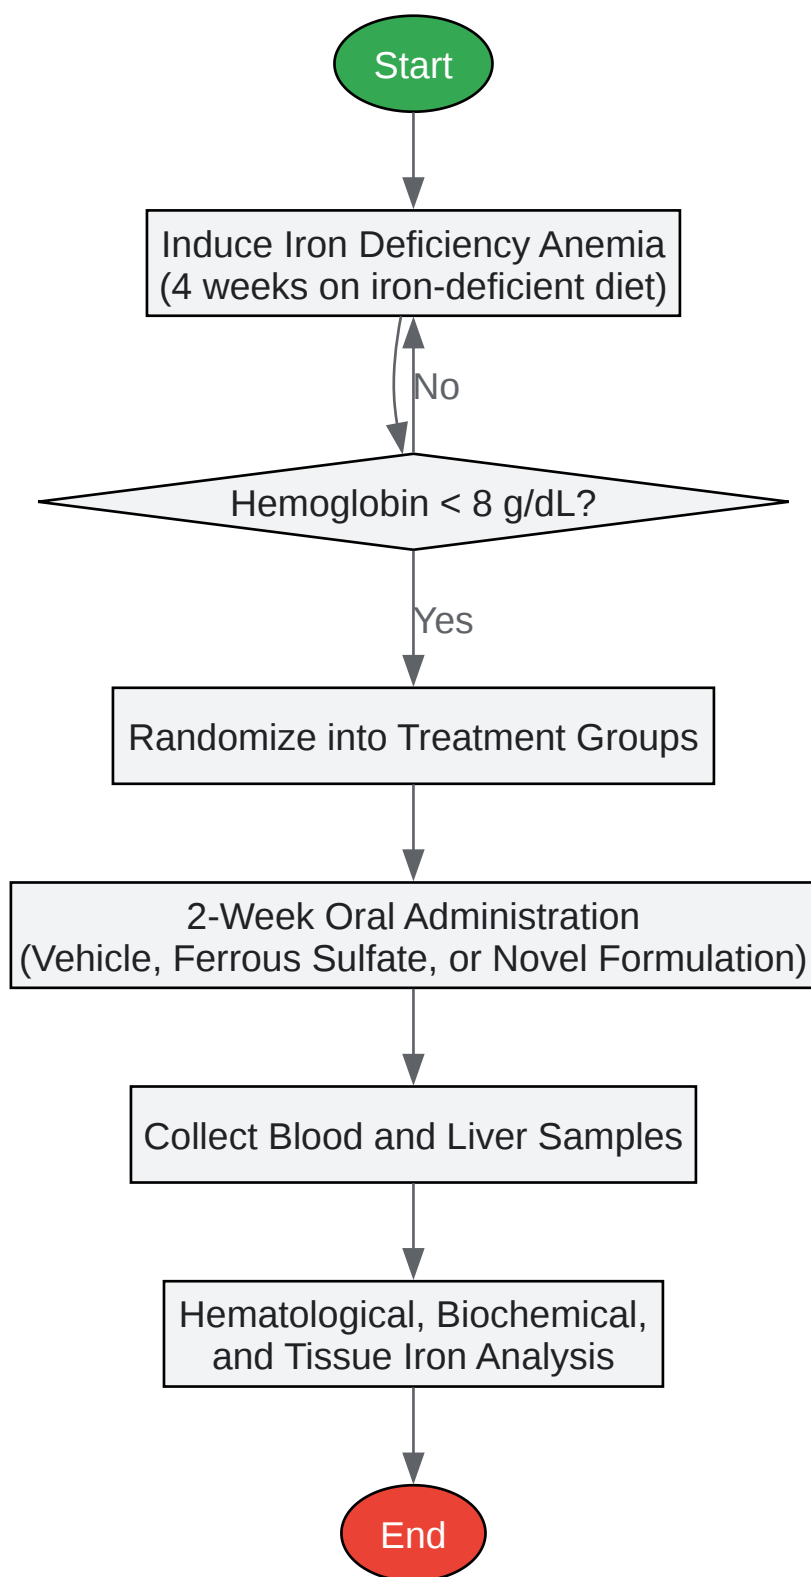 Start
Induce Iron Deficiency Anemia
(4 weeks on iron-deficient diet)
No
Hemoglobin < 8 g/dL?
Yes
Randomize into Treatment Groups
2-Week Oral Administration
(Vehicle, Ferrous Sulfate, or Novel Formulation)
Collect Blood and Liver Samples
Hematological, Biochemical,
and Tissue Iron Analysis
End